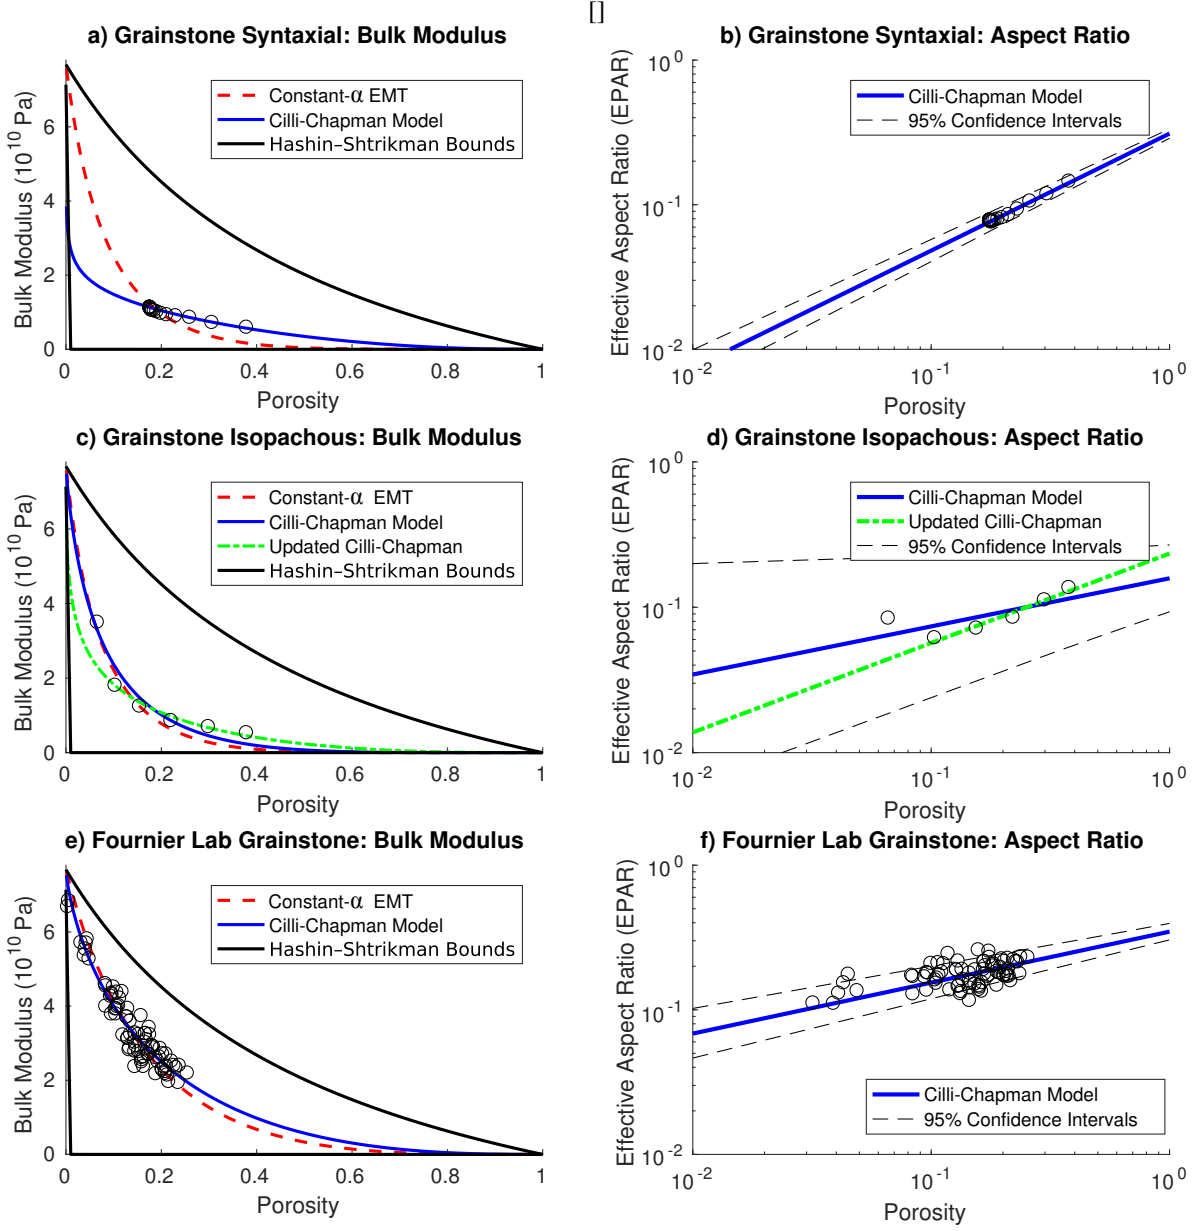 []
a) Grainstone Syntaxial: Bulk Modulus
Bulk Modulus (10^10 Pa)
6
4
2
0
0 0.2 0.4 0.6 0.8 1
Porosity
Constant-α EMT
Cilli-Chapman Model
Hashin–Shtrikman Bounds
b) Grainstone Syntaxial: Aspect Ratio
Effective Aspect Ratio (EPAR)
10^0
10^-1
10^-2
10^-2 10^-1 10^0
Porosity
Cilli-Chapman Model
95% Confidence Intervals
c) Grainstone Isopachous: Bulk Modulus
Bulk Modulus (10^10 Pa)
6
4
2
0
0 0.2 0.4 0.6 0.8 1
Porosity
Constant-α EMT
Cilli-Chapman Model
Updated Cilli-Chapman
Hashin–Shtrikman Bounds
d) Grainstone Isopachous: Aspect Ratio
Effective Aspect Ratio (EPAR)
10^0
10^-1
10^-2
10^-2 10^-1 10^0
Porosity
Cilli-Chapman Model
Updated Cilli-Chapman
95% Confidence Intervals
e) Fournier Lab Grainstone: Bulk Modulus
Bulk Modulus (10^10 Pa)
6
4
2
0
0 0.2 0.4 0.6 0.8 1
Porosity
Constant-α EMT
Cilli-Chapman Model
Hashin–Shtrikman Bounds
f) Fournier Lab Grainstone: Aspect Ratio
Effective Aspect Ratio (EPAR)
10^0
10^-1
10^-2
10^-2 10^-1 10^0
Porosity
Cilli-Chapman Model
95% Confidence Intervals